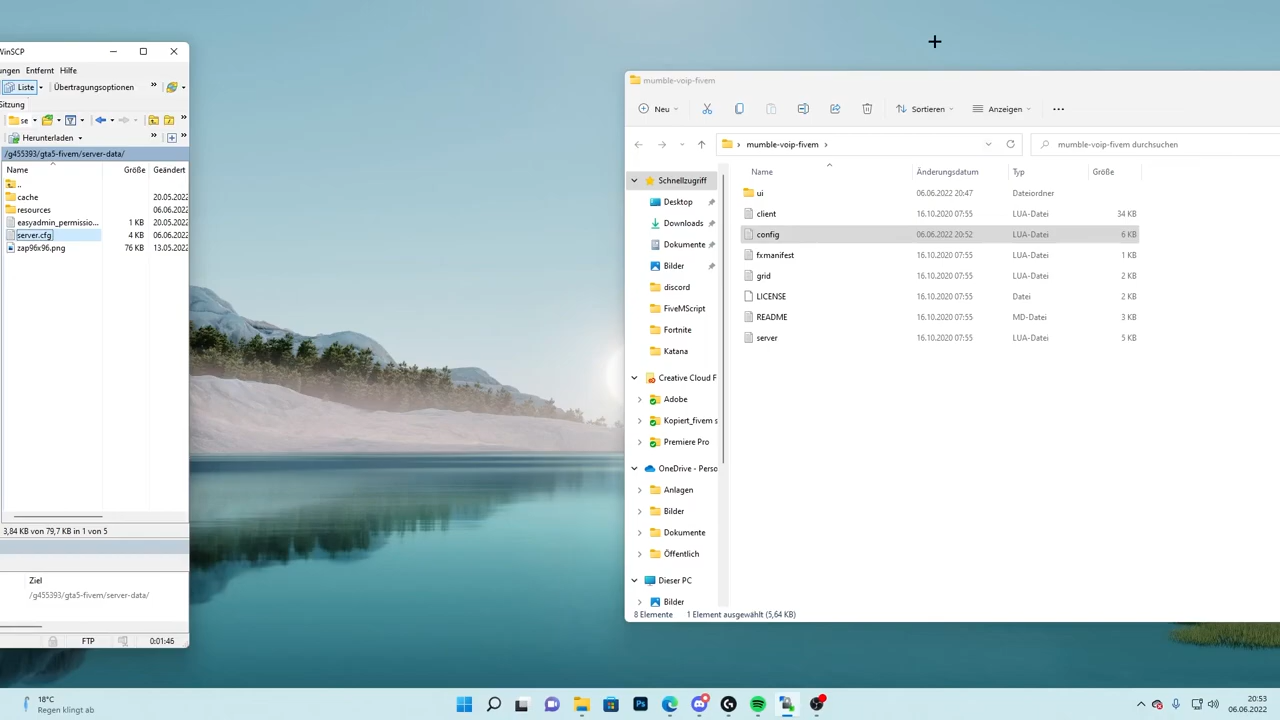 WinSCP
ngen Entfernt Hilfe
Liste Übertragungsoptionen »
Sitzung
se »
Herunterladen »
/g455393/gta5-fivem/server-data/
Name Größe Geändert
..
cache 20.05.2022
resources 06.06.2022
easyadmin_permissio... 1 KB 20.05.2022
server.cfg 4 KB 06.06.2022
zap96x96.png 76 KB 13.05.2022
3,84 KB von 79,7 KB in 1 von 5
Ziel
/g455393/gta5-fivem/server-data/
FTP 0:01:46
mumble-voip-fivem
Neu Sortieren Anzeigen ···
› mumble-voip-fivem › mumble-voip-fivem durchsuchen
Name Änderungsdatum Typ Größe
ui 06.06.2022 20:47 Dateiordner
client 16.10.2020 07:55 LUA-Datei 34 KB
config 06.06.2022 20:52 LUA-Datei 6 KB
fxmanifest 16.10.2020 07:55 LUA-Datei 1 KB
grid 16.10.2020 07:55 LUA-Datei 2 KB
LICENSE 16.10.2020 07:55 Datei 2 KB
README 16.10.2020 07:55 MD-Datei 3 KB
server 16.10.2020 07:55 LUA-Datei 5 KB
Schnellzugriff
Desktop
Downloads
Dokumente
Bilder
discord
FiveMScript
Fortnite
Katana
Creative Cloud F
Adobe
Kopiert_fivem s
Premiere Pro
OneDrive - Perso
Anlagen
Bilder
Dokumente
Öffentlich
Dieser PC
Bilder
8 Elemente 1 Element ausgewählt (5,64 KB)
18°C
Regen klingt ab
Ps
20:53
06.06.2022